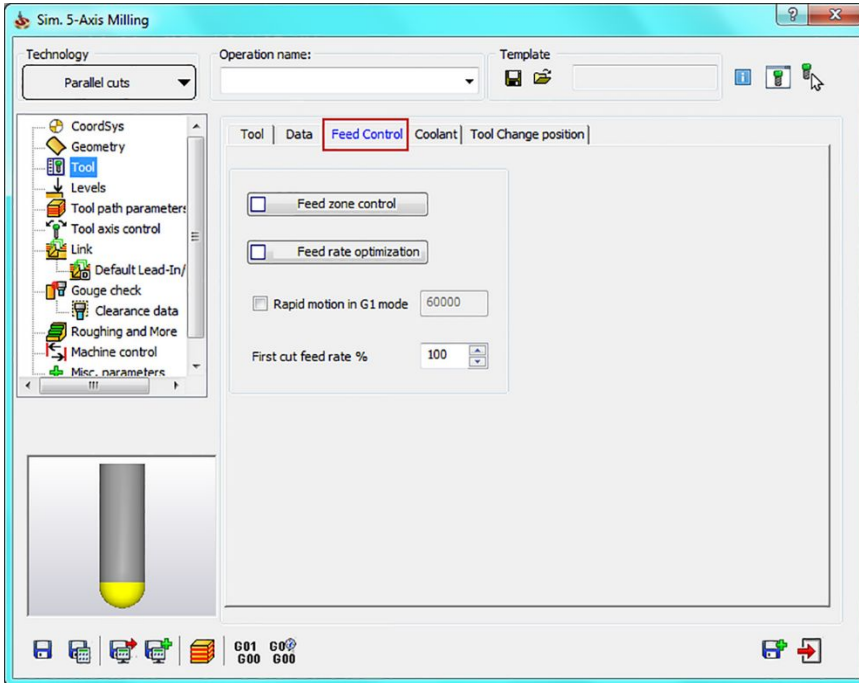 Sim. 5-Axis Milling
Technology
Parallel cuts
Operation name:
Template
CoordSys
Geometry
Tool
Levels
Tool path parameter
Tool axis control
Link
Default Lead-In/
Gouge check
Clearance data
Roughing and More
Machine control
Misc. parameters
Tool Data Feed Control Coolant Tool Change position
Feed zone control
Feed rate optimization
Rapid motion in G1 mode 60000
First cut feed rate % 100
G01 G0
G00 G00